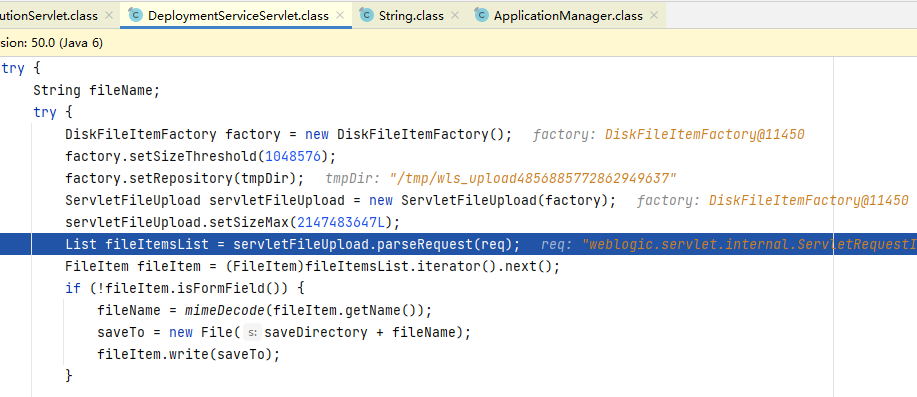 utionServlet.class × DeploymentServiceServlet.class × String.class × ApplicationManager.class ×
sion: 50.0 (Java 6)
try {
String fileName;
try {
DiskFileItemFactory factory = new DiskFileItemFactory(); factory: DiskFileItemFactory@11450
factory.setSizeThreshold(1048576);
factory.setRepository(tmpDir); tmpDir: "/tmp/wls_upload4856885772862949637"
ServletFileUpload servletFileUpload = new ServletFileUpload(factory); factory: DiskFileItemFactory@11450
servletFileUpload.setSizeMax(2147483647L);
List fileItemsList = servletFileUpload.parseRequest(req); req: "weblogic.servlet.internal.ServletRequestI
FileItem fileItem = (FileItem)fileItemsList.iterator().next();
if (!fileItem.isFormField()) {
fileName = mimeDecode(fileItem.getName());
saveTo = new File( s: saveDirectory + fileName);
fileItem.write(saveTo);
}